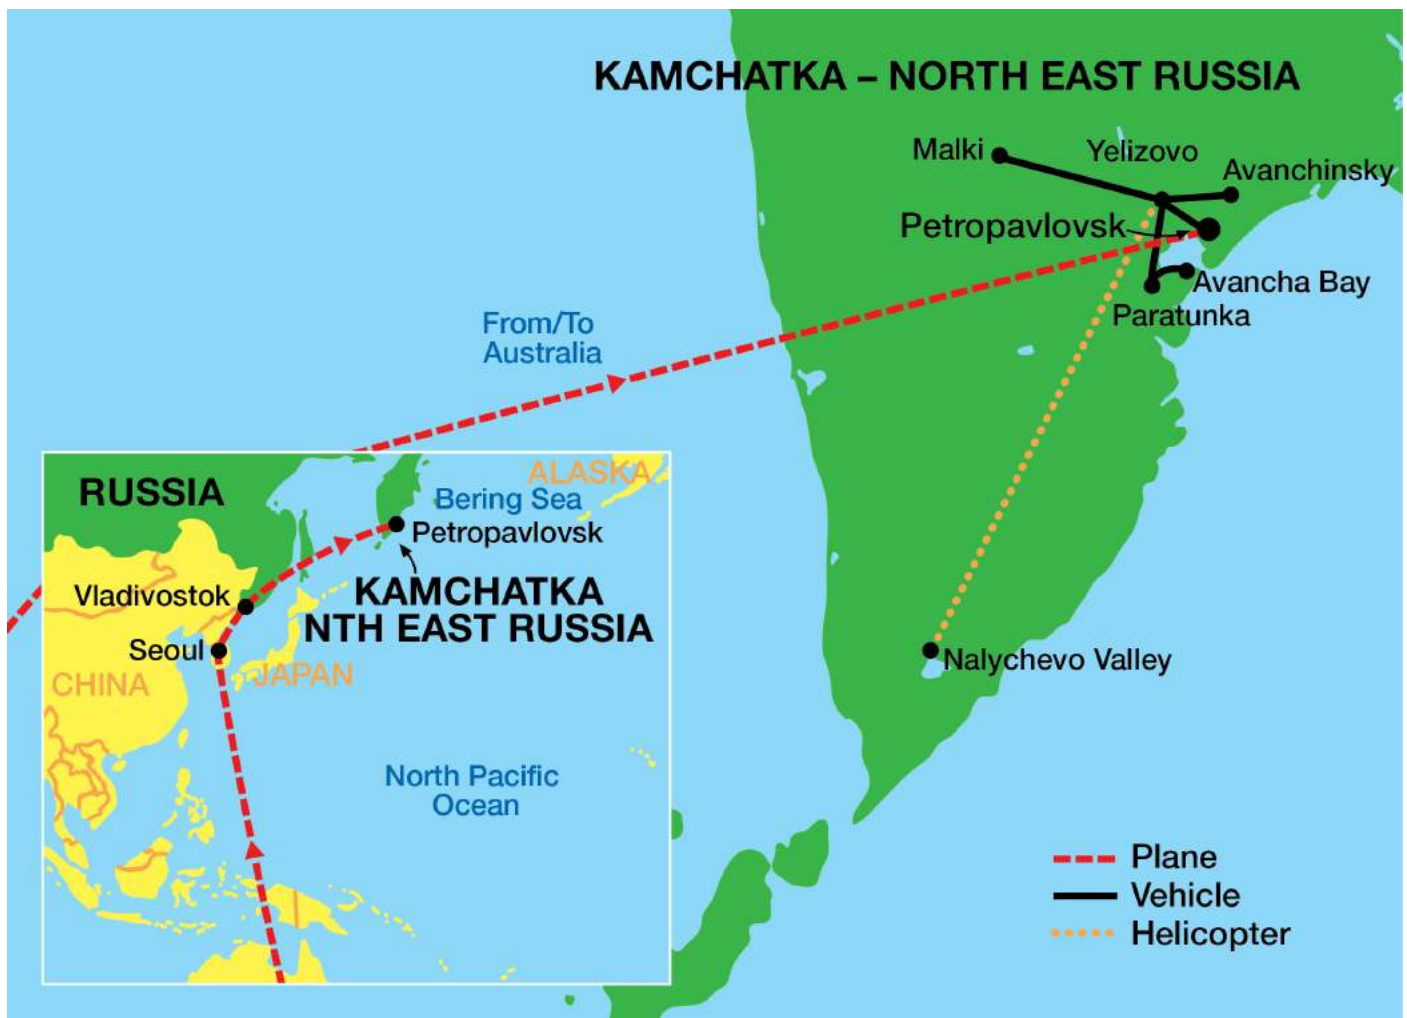 KAMCHATKA – NORTH EAST RUSSIA
Malki
Yelizovo
Avanchinsky
Petropavlovsk
Avancha Bay
Paratunka
From/To
Australia
Nalychevo Valley
RUSSIA
ALASKA
Bering Sea
Petropavlovsk
Vladivostok
KAMCHATKA
NTH EAST RUSSIA
Seoul
CHINA
JAPAN
North Pacific
Ocean
Plane
Vehicle
Helicopter